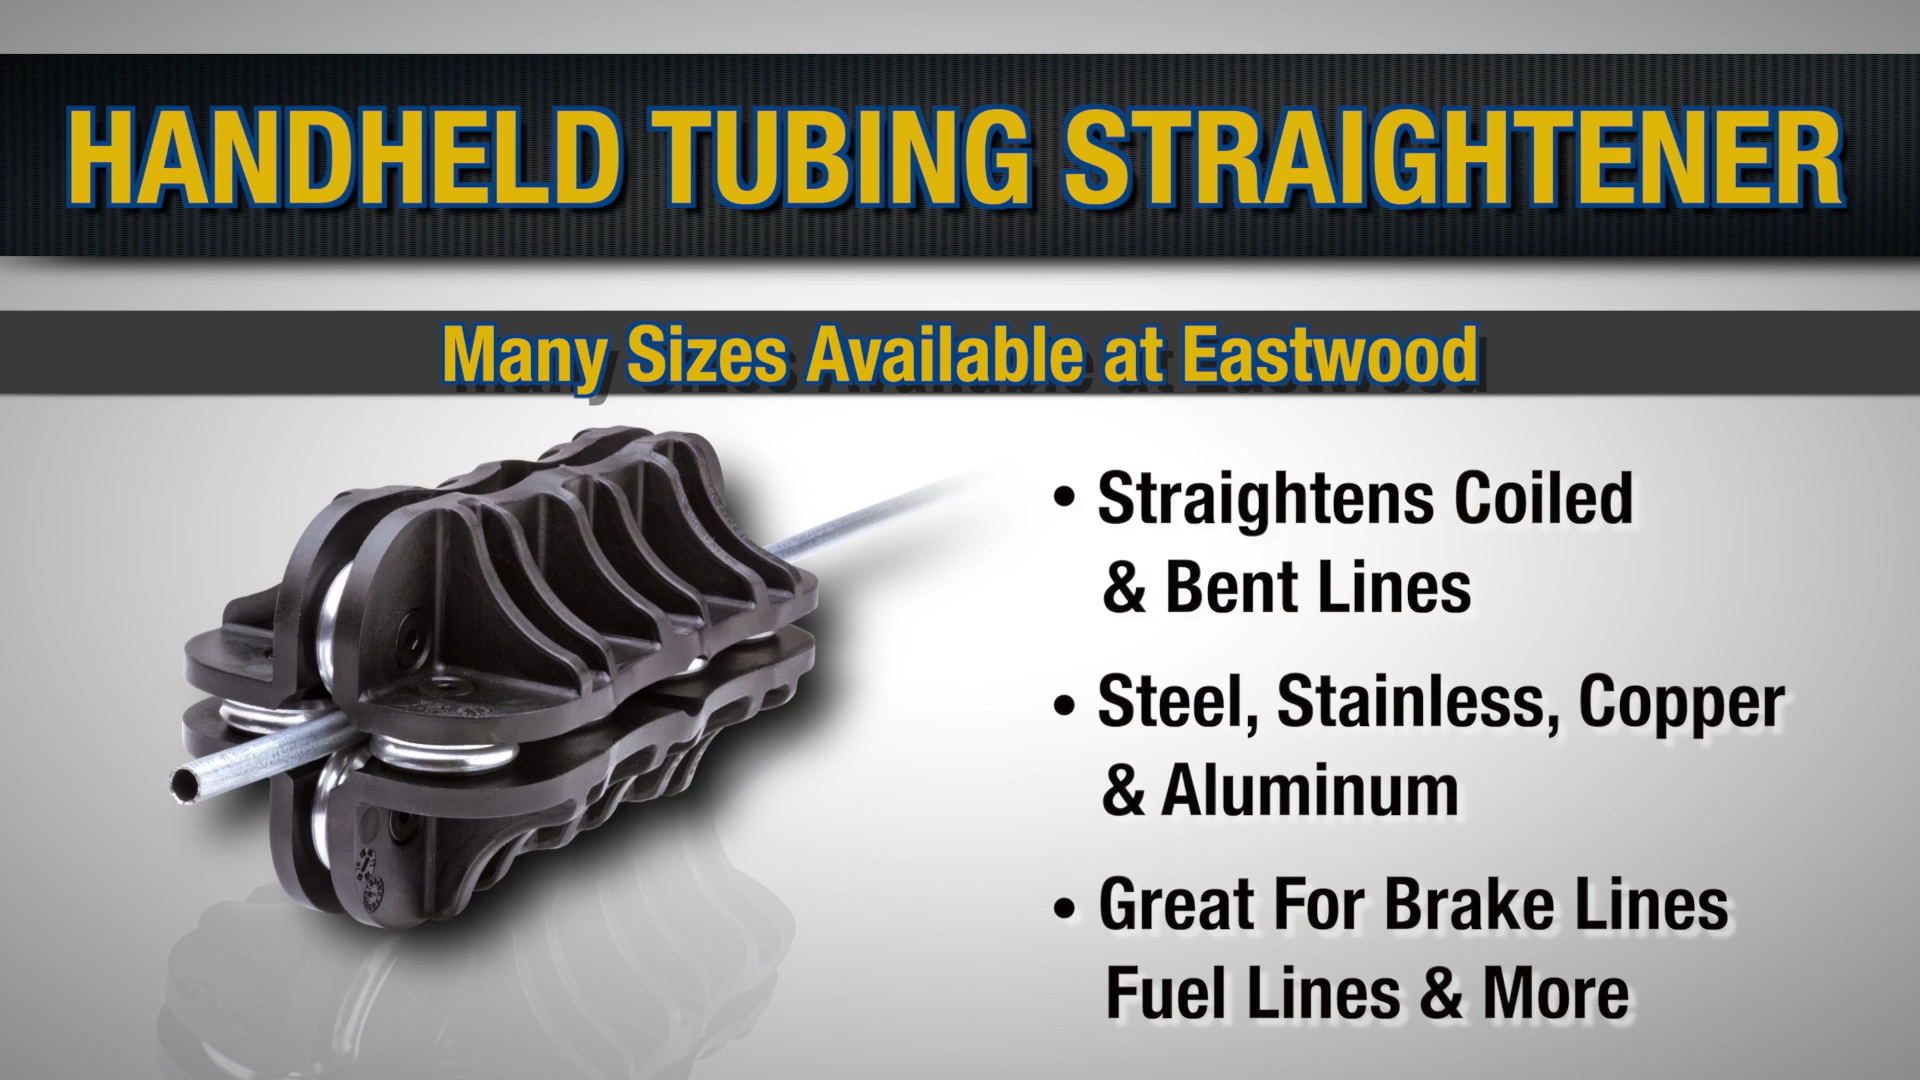 HANDHELD TUBING STRAIGHTENER
Many Sizes Available at Eastwood
• Straightens Coiled
& Bent Lines
• Steel, Stainless, Copper
& Aluminum
• Great For Brake Lines
Fuel Lines & More